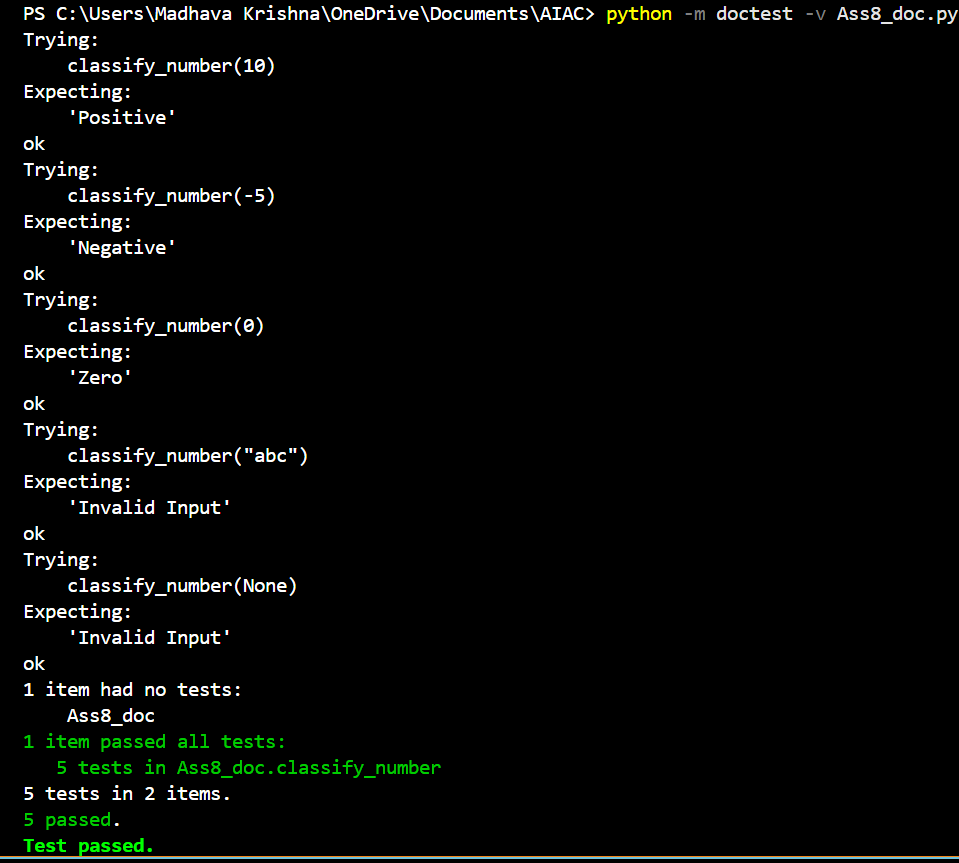 PS C:\Users\Madhava Krishna\OneDrive\Documents\AIAC> python -m doctest -v Ass8_doc.py
Trying:
    classify_number(10)
Expecting:
    'Positive'
ok
Trying:
    classify_number(-5)
Expecting:
    'Negative'
ok
Trying:
    classify_number(0)
Expecting:
    'Zero'
ok
Trying:
    classify_number("abc")
Expecting:
    'Invalid Input'
ok
Trying:
    classify_number(None)
Expecting:
    'Invalid Input'
ok
1 item had no tests:
    Ass8_doc
1 item passed all tests:
   5 tests in Ass8_doc.classify_number
5 tests in 2 items.
5 passed.
Test passed.